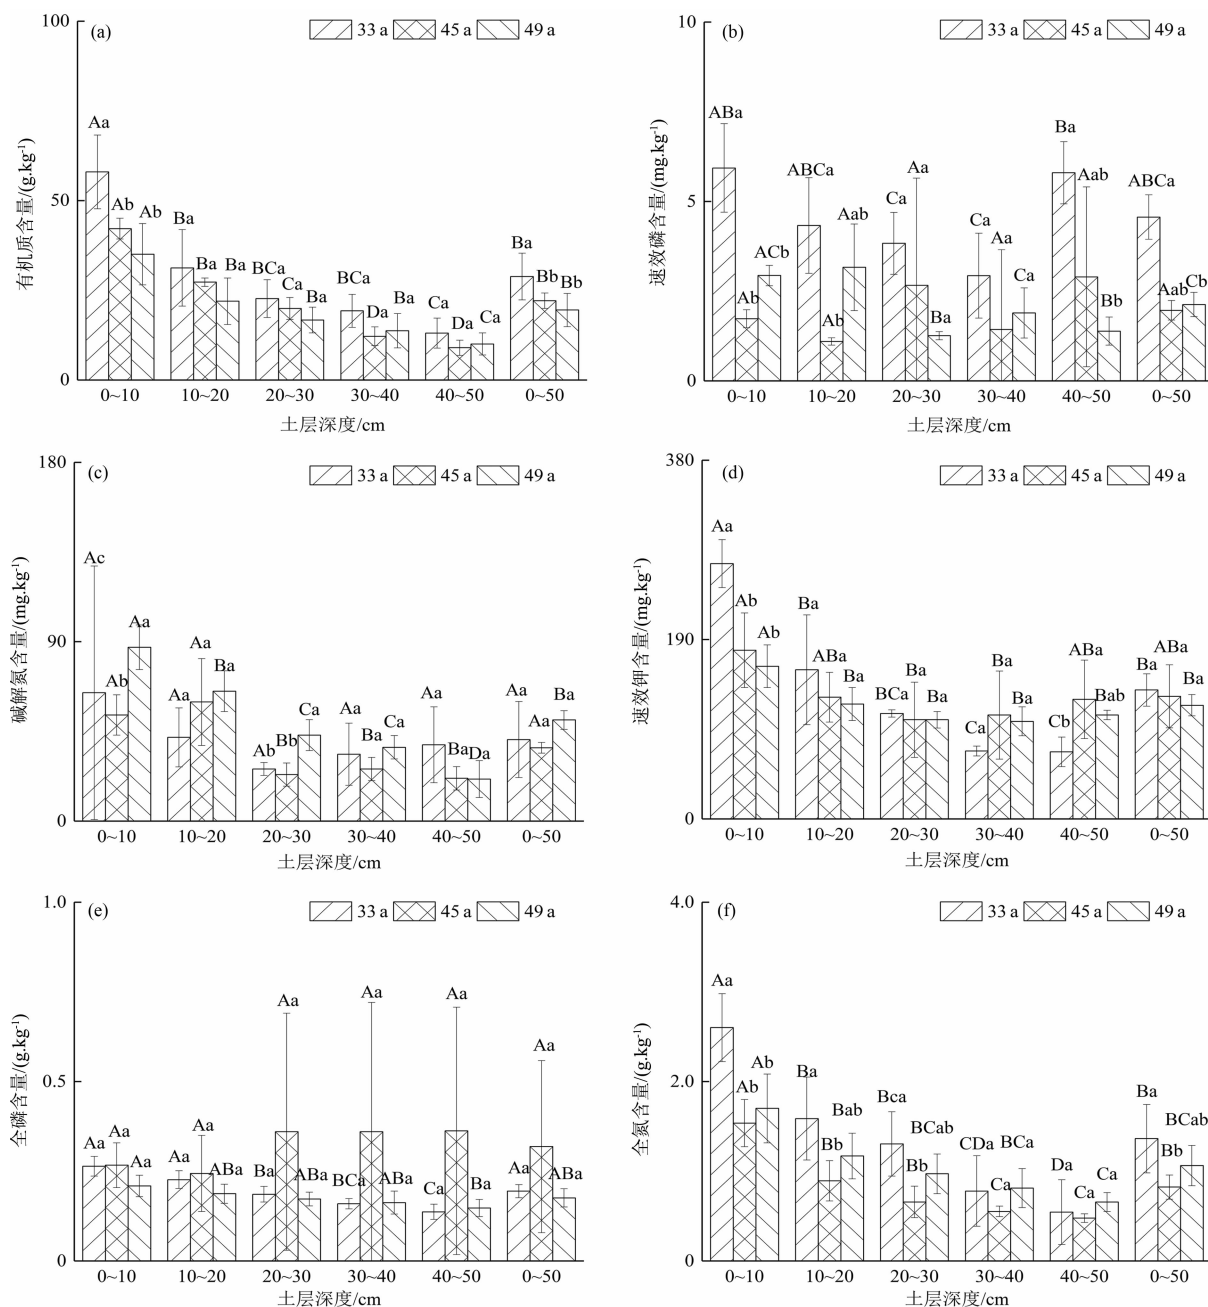 (a)
33 a 45 a 49 a
100
50
0
有机质含量/(g.kg-1)
Aa Ab Ab
Ba Ba Ba
BCa Ca Ba
BCa Da Ba
Ca Da Ca
Ba Bb Bb
0~10 10~20 20~30 30~40 40~50 0~50
土层深度/cm
(b)
33 a 45 a 49 a
10
5
0
速效磷含量/(mg.kg-1)
ABa Ab ACb
ABCa Ab Aab
Ca Aa Ba
Ca Aa Ca
Ba Aab Bb
ABCa Aab Cb
0~10 10~20 20~30 30~40 40~50 0~50
土层深度/cm
(c)
33 a 45 a 49 a
180
90
0
碱解氮含量/(mg.kg-1)
Ac Ab Aa
Aa Aa Ba
Ab Bb Ca
Aa Ba Ca
Aa Ba Da
Aa Aa Ba
0~10 10~20 20~30 30~40 40~50 0~50
土层深度/cm
(d)
33 a 45 a 49 a
380
190
0
速效钾含量/(mg.kg-1)
Aa Ab Ab
Ba ABa Ba
BCa Ba Ba
Ca Ba Ba
Cb ABa Bab
Ba ABa Ba
0~10 10~20 20~30 30~40 40~50 0~50
土层深度/cm
(e)
33 a 45 a 49 a
1.0
0.5
0
全磷含量/(g.kg-1)
Aa Aa Aa
Aa Aa ABa
Ba Aa ABa
BCa Aa ABa
Ca Aa Ba
Aa Aa ABa
0~10 10~20 20~30 30~40 40~50 0~50
土层深度/cm
(f)
33 a 45 a 49 a
4.0
2.0
0
全氮含量/(g.kg-1)
Aa Ab Ab
Ba Bb Bab
Bca Bb BCab
CDa Ca BCa
Da Ca Ca
Ba Bb BCab
0~10 10~20 20~30 30~40 40~50 0~50
土层深度/cm